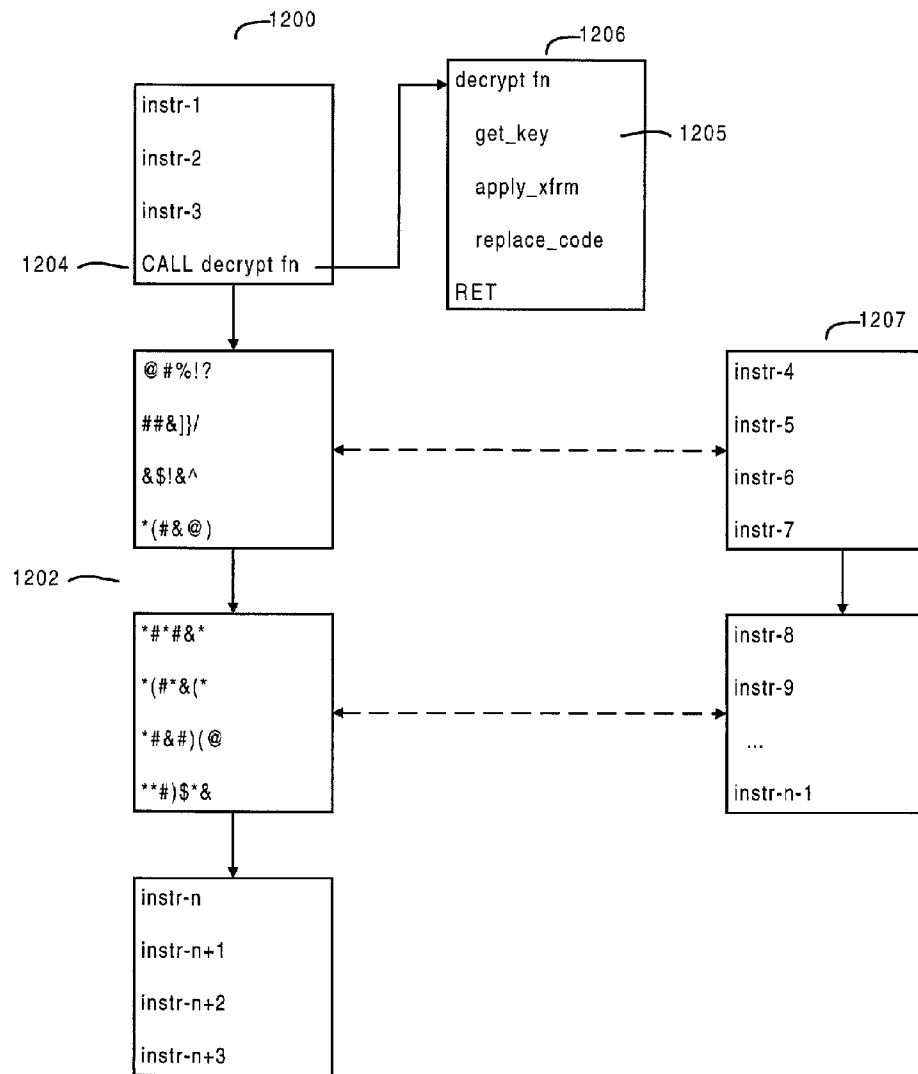 1200
instr-1
instr-2
instr-3
1204
CALL decrypt fn
1206
decrypt fn
get_key
1205
apply_xfrm
replace_code
RET
@#%!?
##&]}/
&$!&^
*(#&@)
1207
instr-4
instr-5
instr-6
instr-7
1202
*#*#&*
*(#*&(*
*#&#)(@
**#)$*&
instr-8
instr-9
...
instr-n-1
instr-n
instr-n+1
instr-n+2
instr-n+3